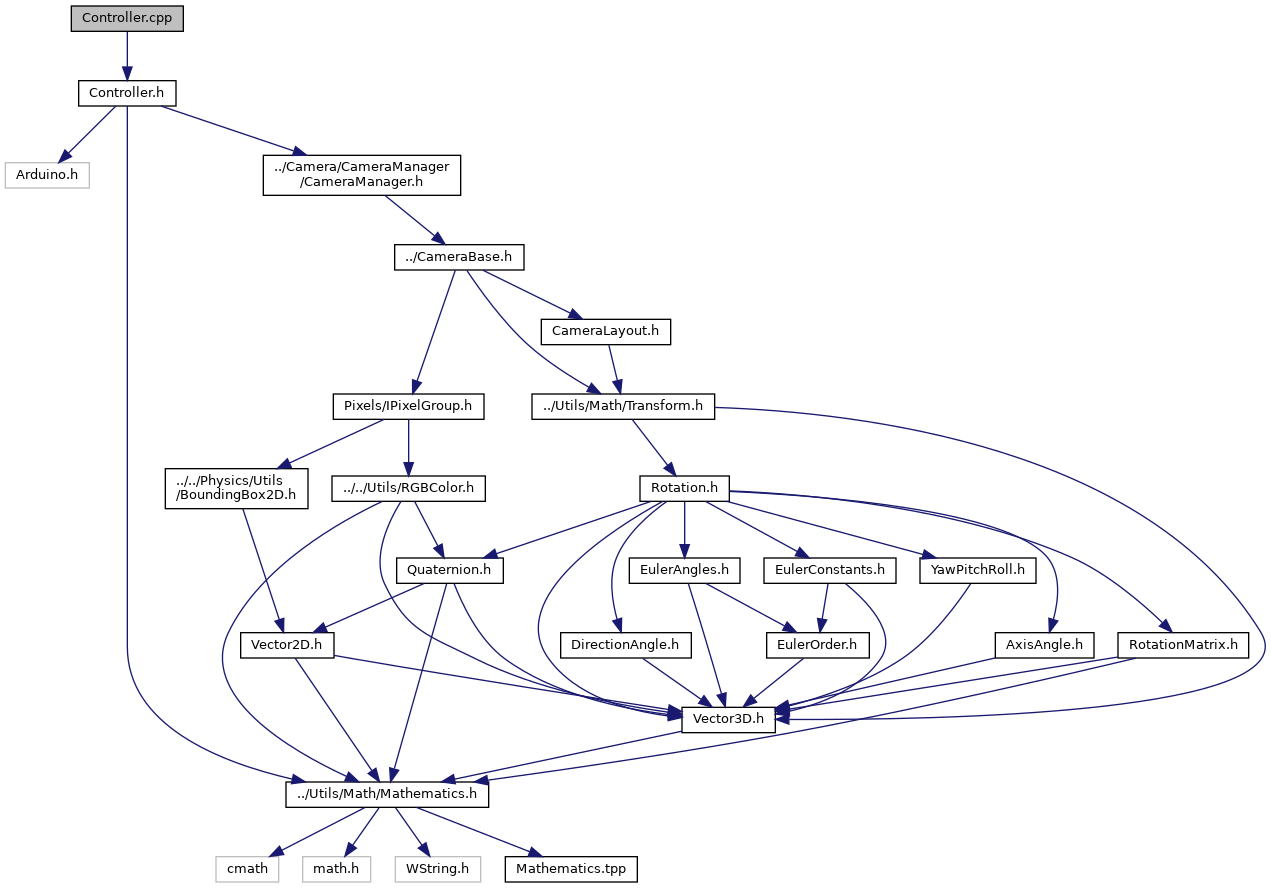 Controller.cpp
Controller.h
Arduino.h
../Camera/CameraManager
/CameraManager.h
../CameraBase.h
CameraLayout.h
Pixels/IPixelGroup.h
../Utils/Math/Transform.h
../../Physics/Utils
/BoundingBox2D.h
../../Utils/RGBColor.h
Rotation.h
Quaternion.h
EulerAngles.h
EulerConstants.h
YawPitchRoll.h
Vector2D.h
DirectionAngle.h
EulerOrder.h
AxisAngle.h
RotationMatrix.h
Vector3D.h
../Utils/Math/Mathematics.h
cmath
math.h
WString.h
Mathematics.tpp